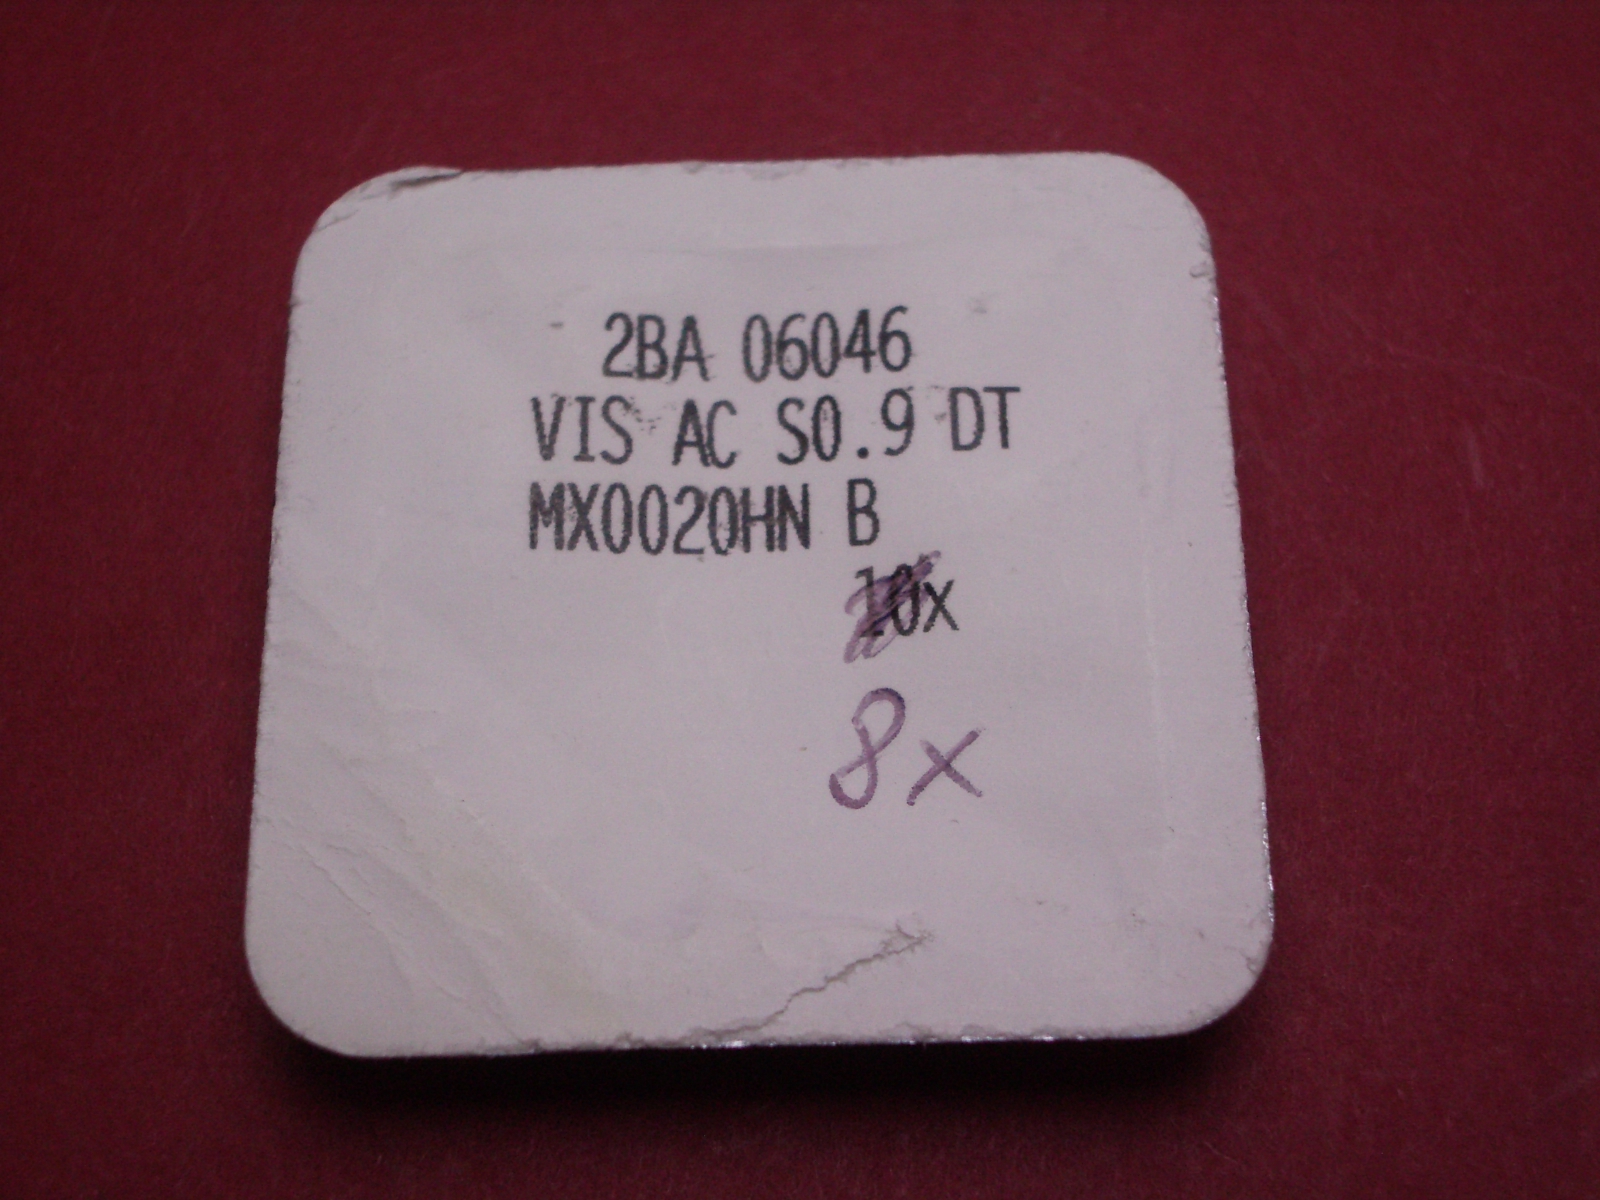 2BA 06046
VIS AC S0.9 DT
MX0020HN B
10x
8x